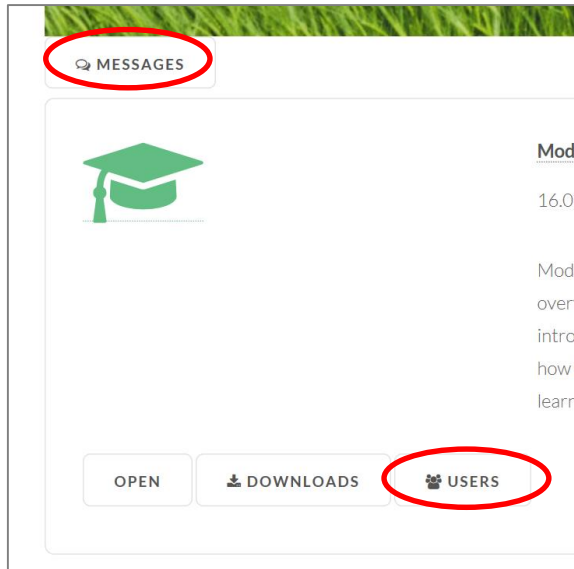 MESSAGES
Mod
16.0
Mod
over
intro
how
learn
OPEN
DOWNLOADS
USERS